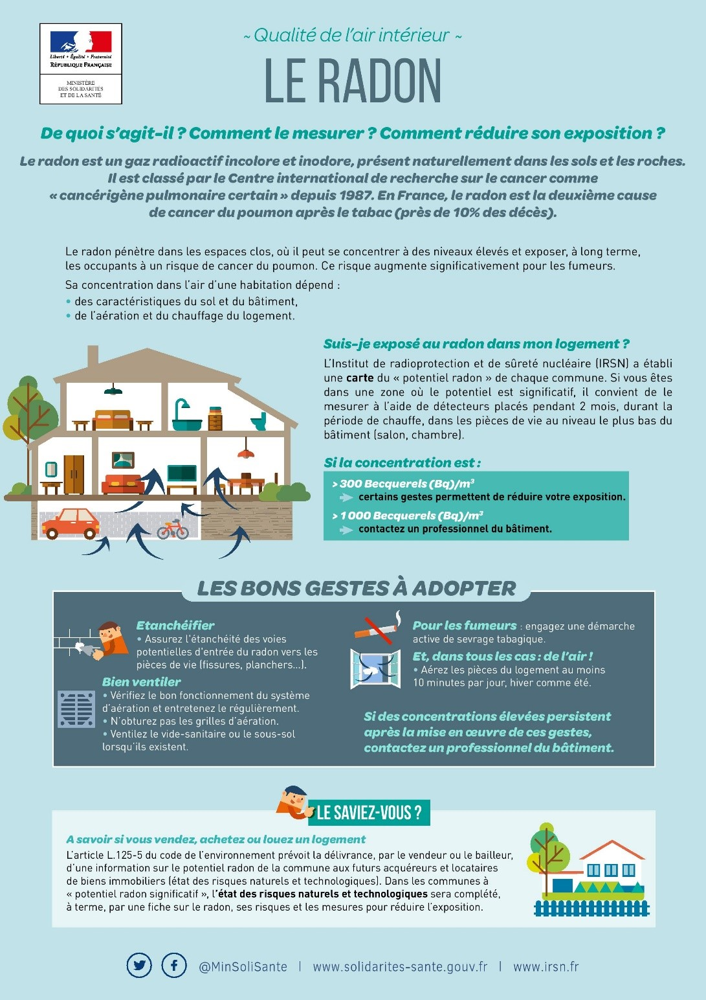 Liberté • Égalité • Fraternité
RÉPUBLIQUE FRANÇAISE
MINISTÈRE
DES SOLIDARITÉS
ET DE LA SANTÉ
~ Qualité de l'air intérieur ~
LE RADON
De quoi s'agit-il ? Comment le mesurer ? Comment réduire son exposition ?
Le radon est un gaz radioactif incolore et inodore, présent naturellement dans les sols et les roches.
Il est classé par le Centre international de recherche sur le cancer comme
« cancérigène pulmonaire certain » depuis 1987. En France, le radon est la deuxième cause
de cancer du poumon après le tabac (près de 10% des décès).
Le radon pénètre dans les espaces clos, où il peut se concentrer à des niveaux élevés et exposer, à long terme,
les occupants à un risque de cancer du poumon. Ce risque augmente significativement pour les fumeurs.
Sa concentration dans l'air d'une habitation dépend :
• des caractéristiques du sol et du bâtiment,
• de l'aération et du chauffage du logement.
Suis-je exposé au radon dans mon logement ?
L'Institut de radioprotection et de sûreté nucléaire (IRSN) a établi
une carte du « potentiel radon » de chaque commune. Si vous êtes
dans une zone où le potentiel est significatif, il convient de le
mesurer à l'aide de détecteurs placés pendant 2 mois, durant la
période de chauffe, dans les pièces de vie au niveau le plus bas du
bâtiment (salon, chambre).
Si la concentration est :
> 300 Becquerels (Bq)/m³
certains gestes permettent de réduire votre exposition.
> 1 000 Becquerels (Bq)/m³
contactez un professionnel du bâtiment.
LES BONS GESTES À ADOPTER
Etanchéifier
• Assurez l'étanchéité des voies
potentielles d'entrée du radon vers les
pièces de vie (fissures, planchers...).
Bien ventiler
• Vérifiez le bon fonctionnement du système
d'aération et entretenez le régulièrement.
• N'obturez pas les grilles d'aération.
• Ventilez le vide-sanitaire ou le sous-sol
lorsqu'ils existent.
Pour les fumeurs : engagez une démarche
active de sevrage tabagique.
Et, dans tous les cas : de l'air !
• Aérez les pièces du logement au moins
10 minutes par jour, hiver comme été.
Si des concentrations élevées persistent
après la mise en œuvre de ces gestes,
contactez un professionnel du bâtiment.
LE SAVIEZ-VOUS ?
A savoir si vous vendez, achetez ou louez un logement
L'article L.125-5 du code de l'environnement prévoit la délivrance, par le vendeur ou le bailleur,
d'une information sur le potentiel radon de la commune aux futurs acquéreurs et locataires
de biens immobiliers (état des risques naturels et technologiques). Dans les communes à
« potentiel radon significatif », l'état des risques naturels et technologiques sera complété,
à terme, par une fiche sur le radon, ses risques et les mesures pour réduire l'exposition.
@MinSoliSante | www.solidarites-sante.gouv.fr | www.irsn.fr